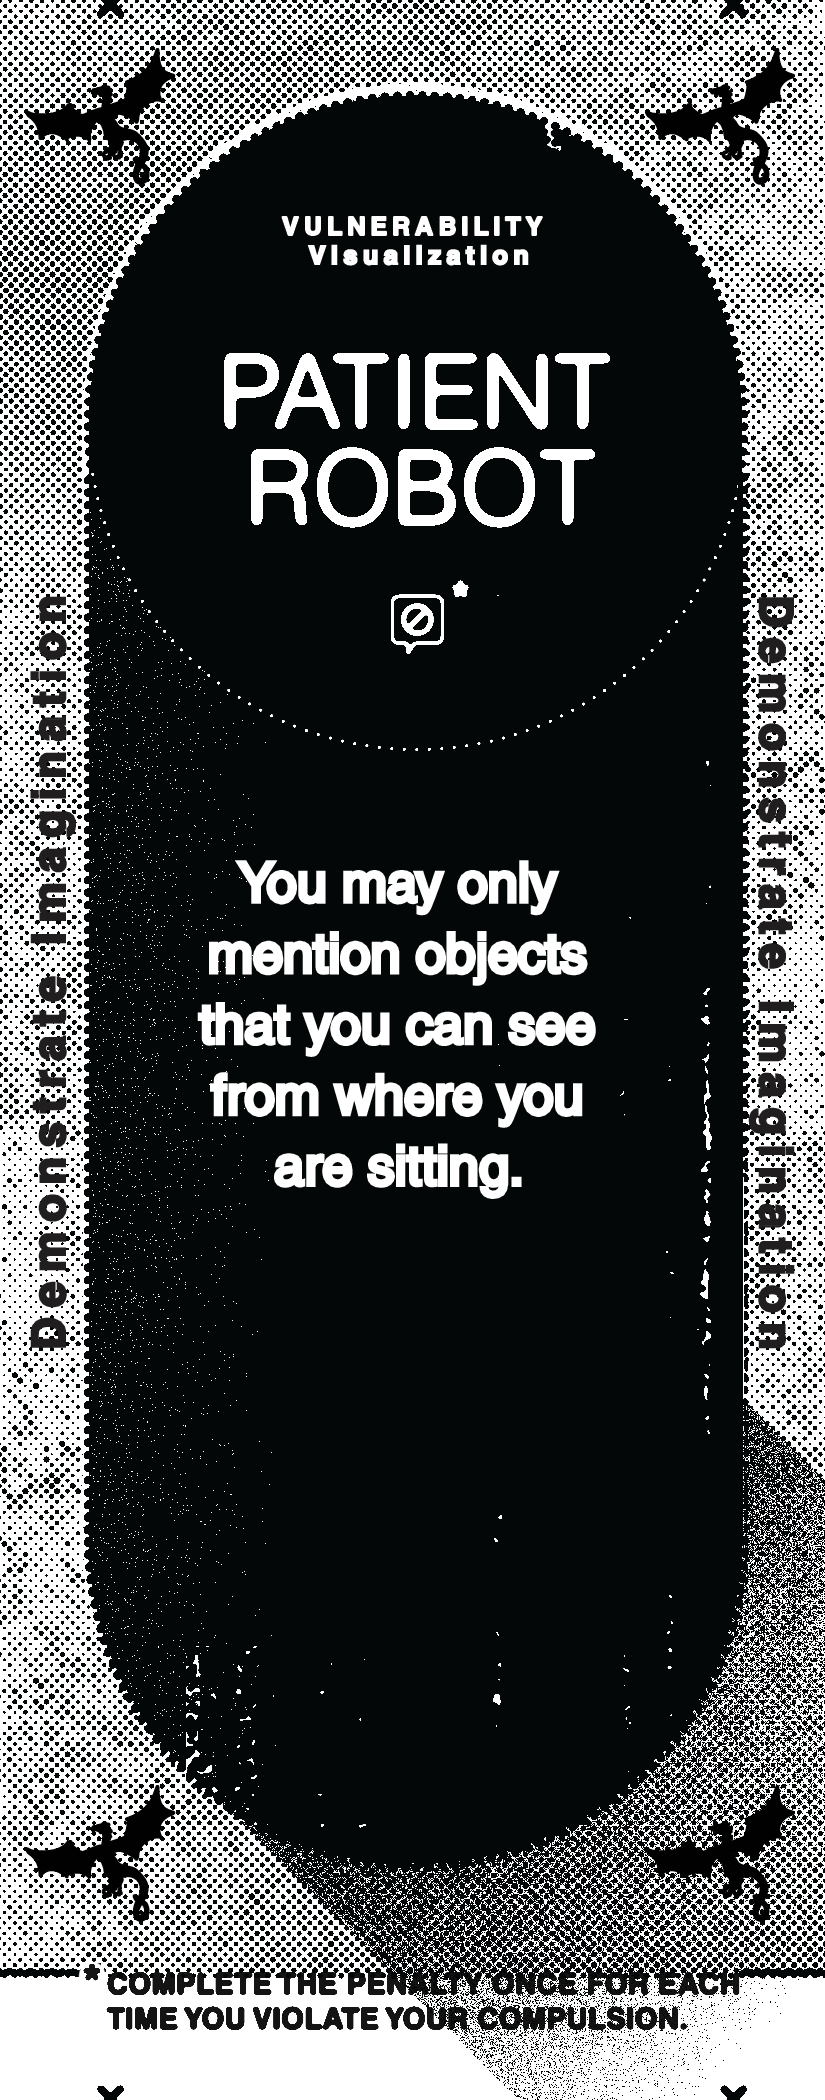 VULNERABILITY
Visualization
PATIENT
ROBOT
Demonstrate Imagination
Demonstrate Imagination
You may only
mention objects
that you can see
from where you
are sitting.
* COMPLETE THE PENALTY ONCE FOR EACH
TIME YOU VIOLATE YOUR COMPULSION.